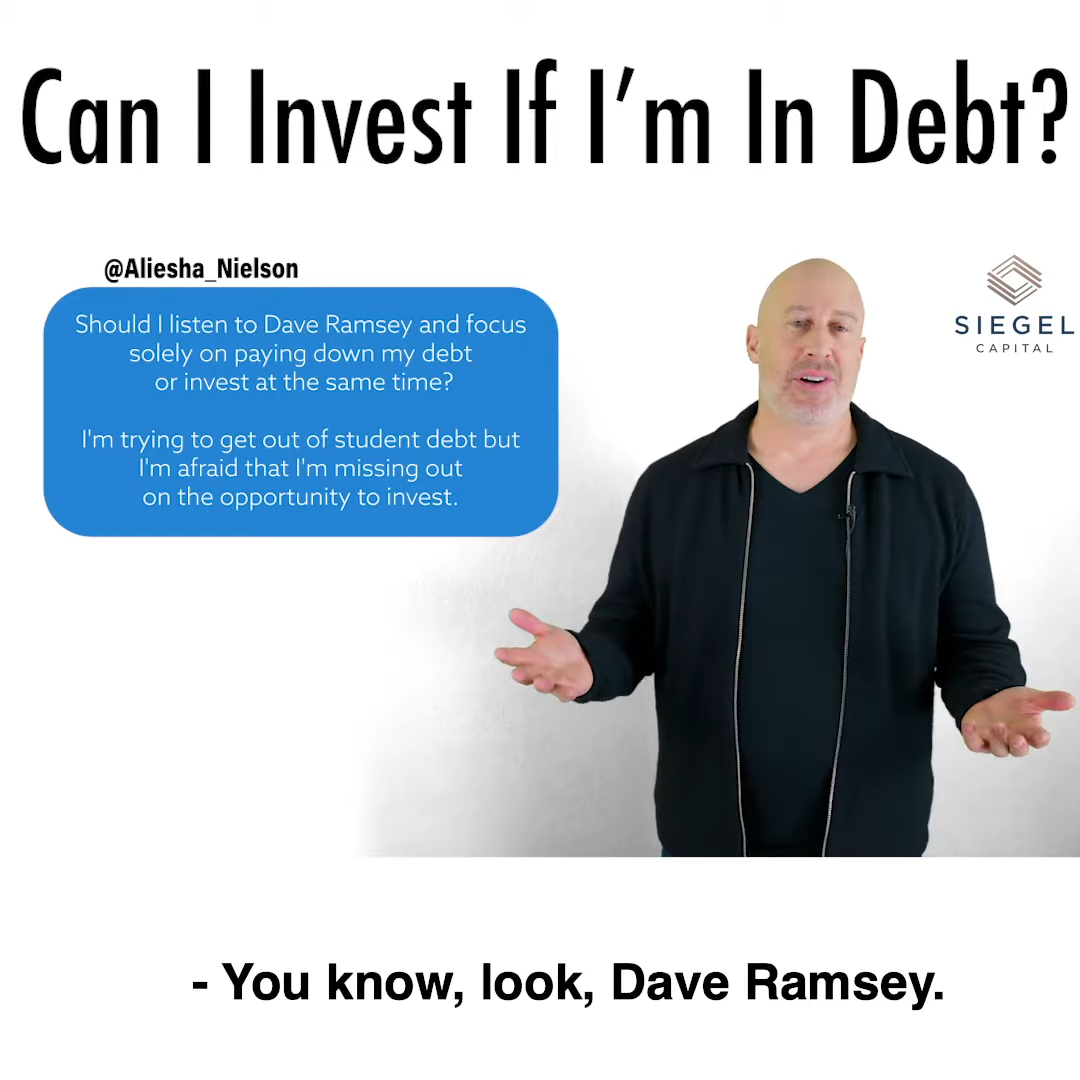 Can I Invest If I’m In Debt?
@Aliesha_Nielson
Should I listen to Dave Ramsey and focus
solely on paying down my debt
or invest at the same time?
I'm trying to get out of student debt but
I'm afraid that I'm missing out
on the opportunity to invest.
SIEGEL
CAPITAL
- You know, look, Dave Ramsey.